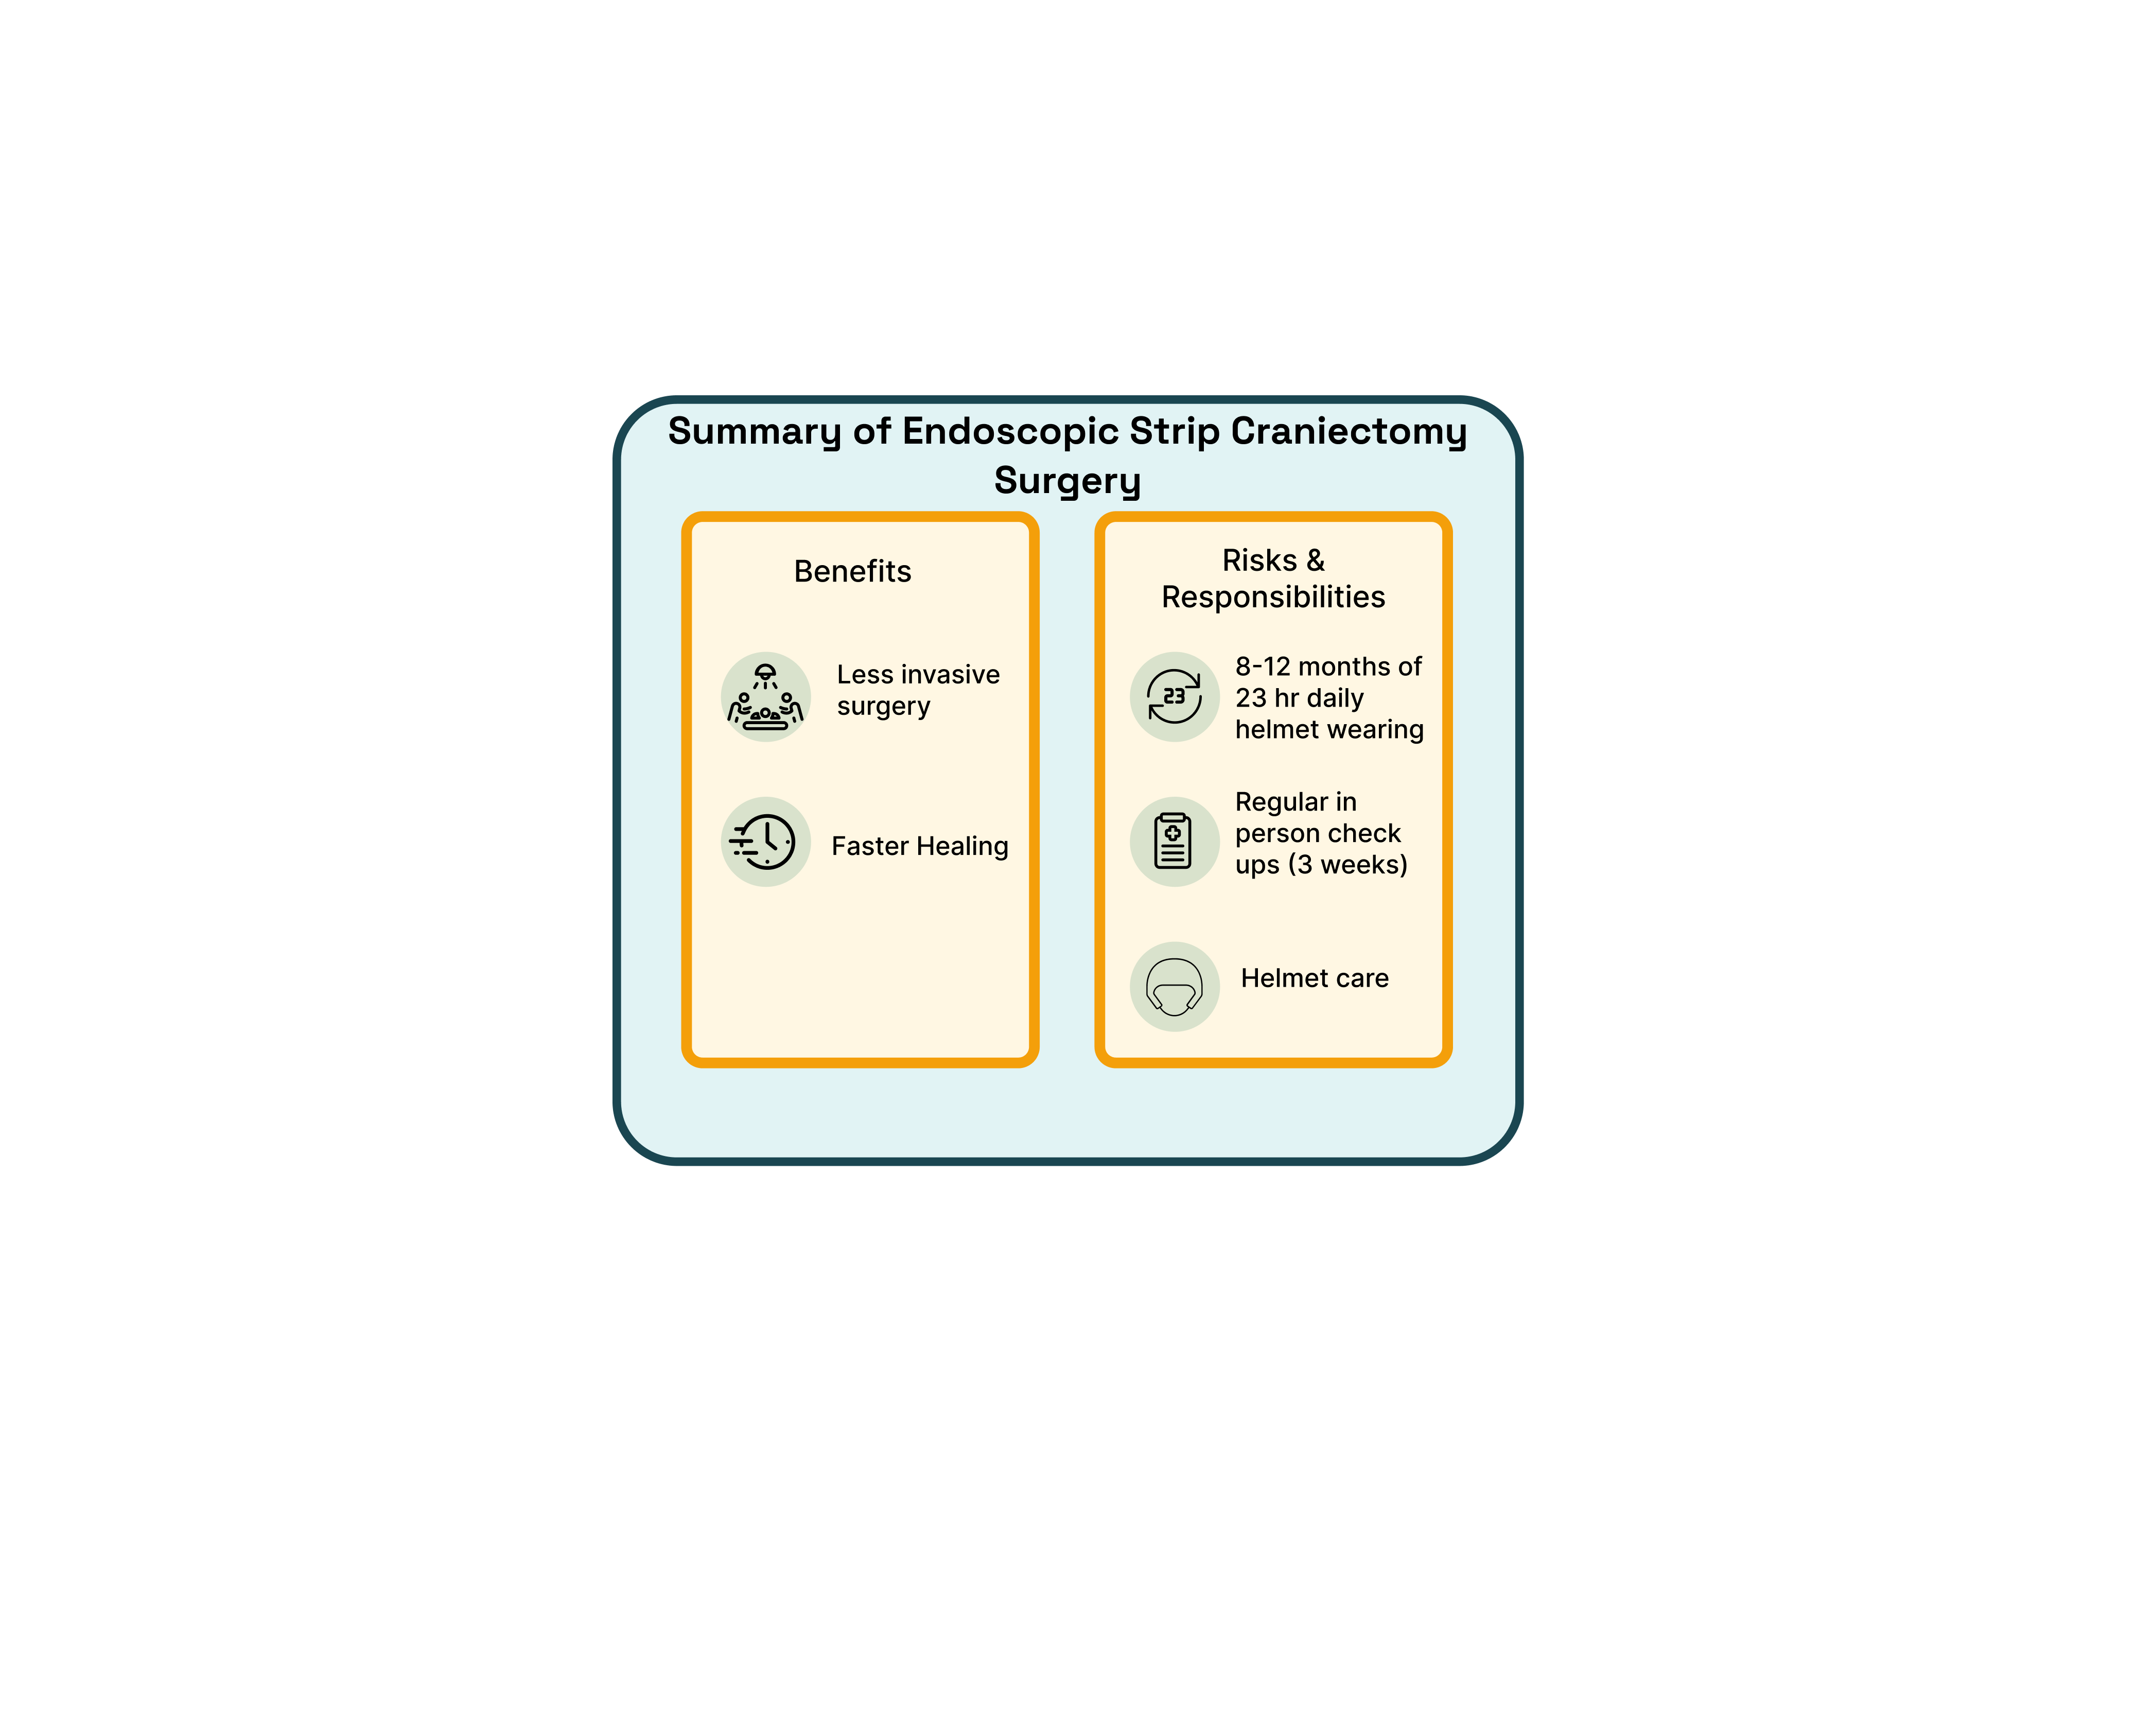 Summary of Endoscopic Strip Craniectomy
Surgery
Benefits
Less invasive
surgery
Faster Healing
Risks &
Responsibilities
23
8-12 months of
23 hr daily
helmet wearing
Regular in
person check
ups (3 weeks)
Helmet care